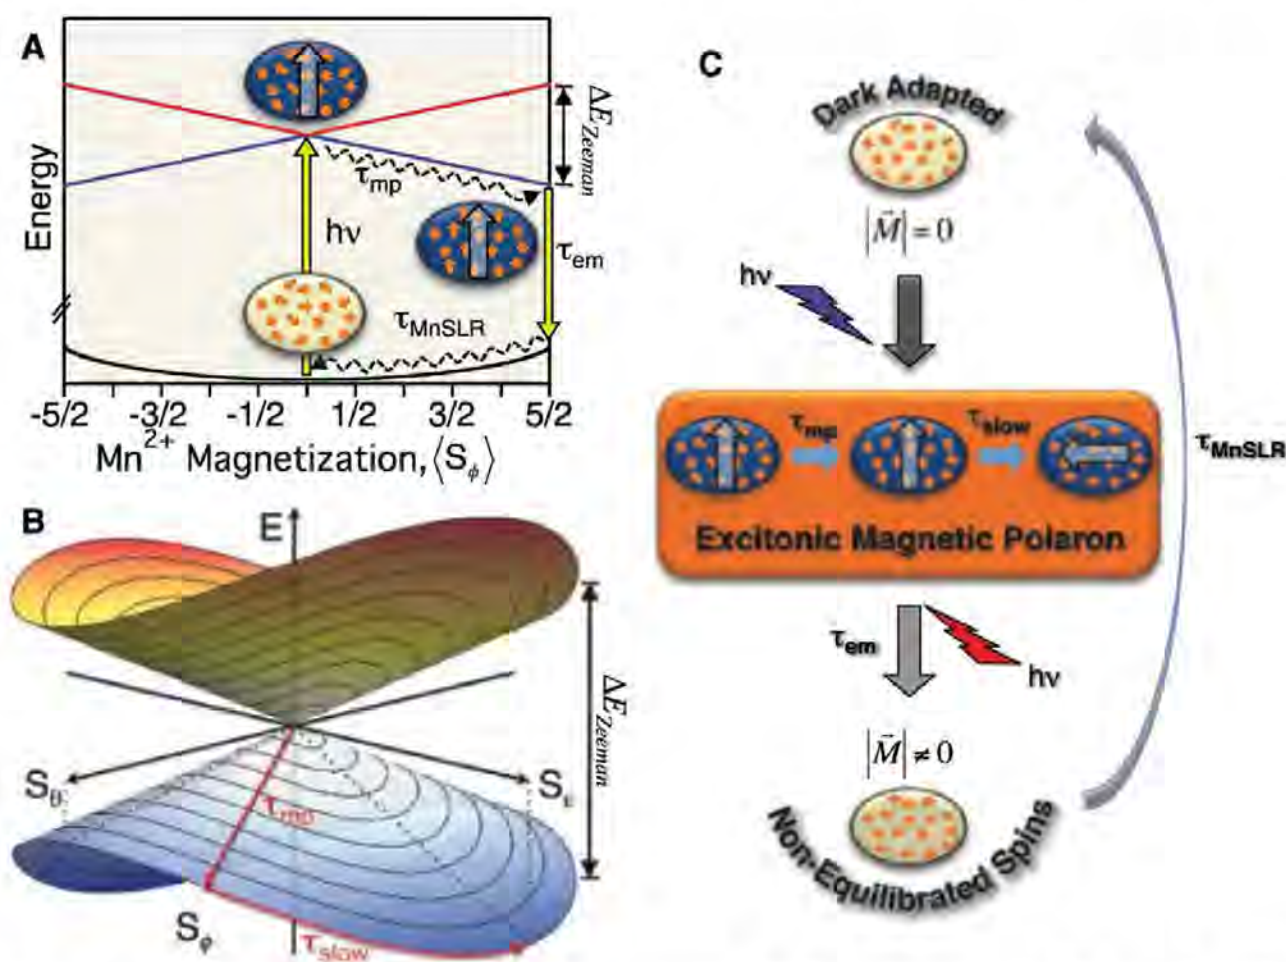 A
Energy
ΔE_Zeeman
τ_mp
hν
τ_em
τ_MnSLR
-5/2 -3/2 -1/2 1/2 3/2 5/2
Mn²⁺ Magnetization, ⟨S_ϕ⟩
B
E
ΔE_Zeeman
S_θ
S_ε
τ_mp
S_ϕ
τ_slow
C
Dark Adapted
|M⃗| = 0
hν
τ_mp
τ_slow
Excitonic Magnetic Polaron
τ_MnSLR
τ_em
hν
|M⃗| ≠ 0
Non-Equilibrated Spins